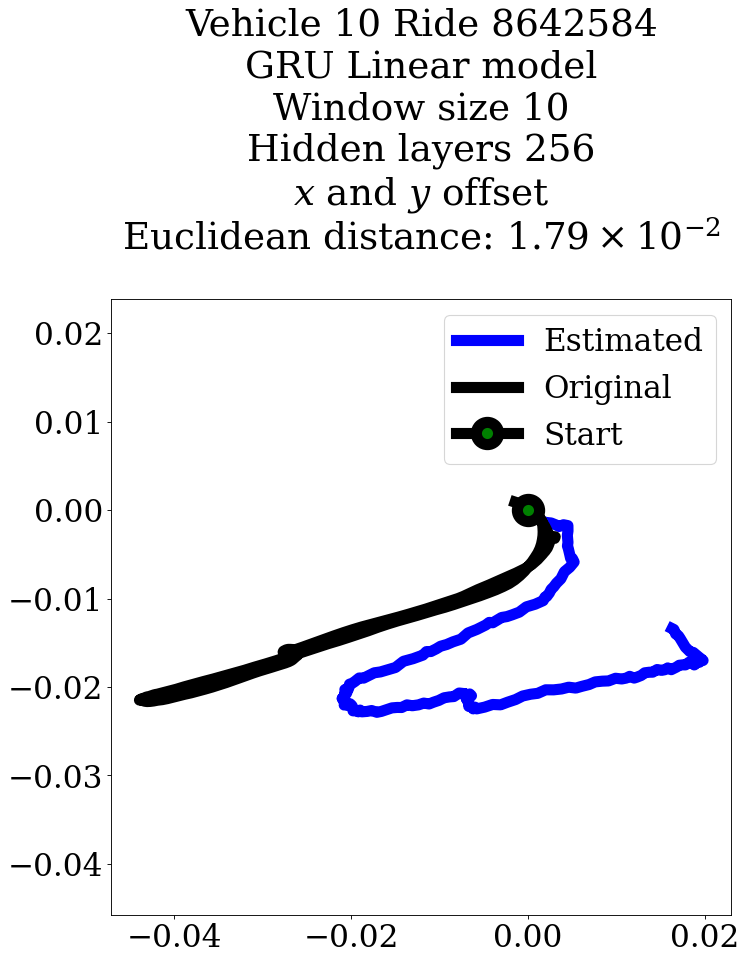 Vehicle 10 Ride 8642584
GRU Linear model
Window size 10
Hidden layers 256
x and y offset
Euclidean distance: 1.79 × 10⁻²
Estimated
Original
Start
0.02
0.01
0.00
−0.01
−0.02
−0.03
−0.04
−0.04 −0.02 0.00 0.02